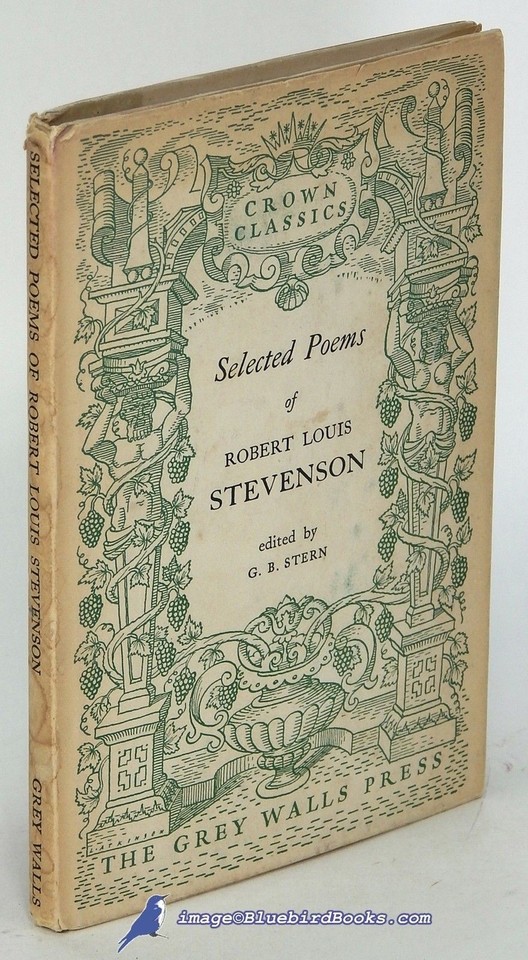 SELECTED POEMS OF ROBERT LOUIS STEVENSON GREY WALLS
CROWN
CLASSICS
Selected Poems
of
ROBERT LOUIS
STEVENSON
edited by
G. B. STERN
L. ATKINSON
THE GREY WALLS PRESS
image©BluebirdBooks.com